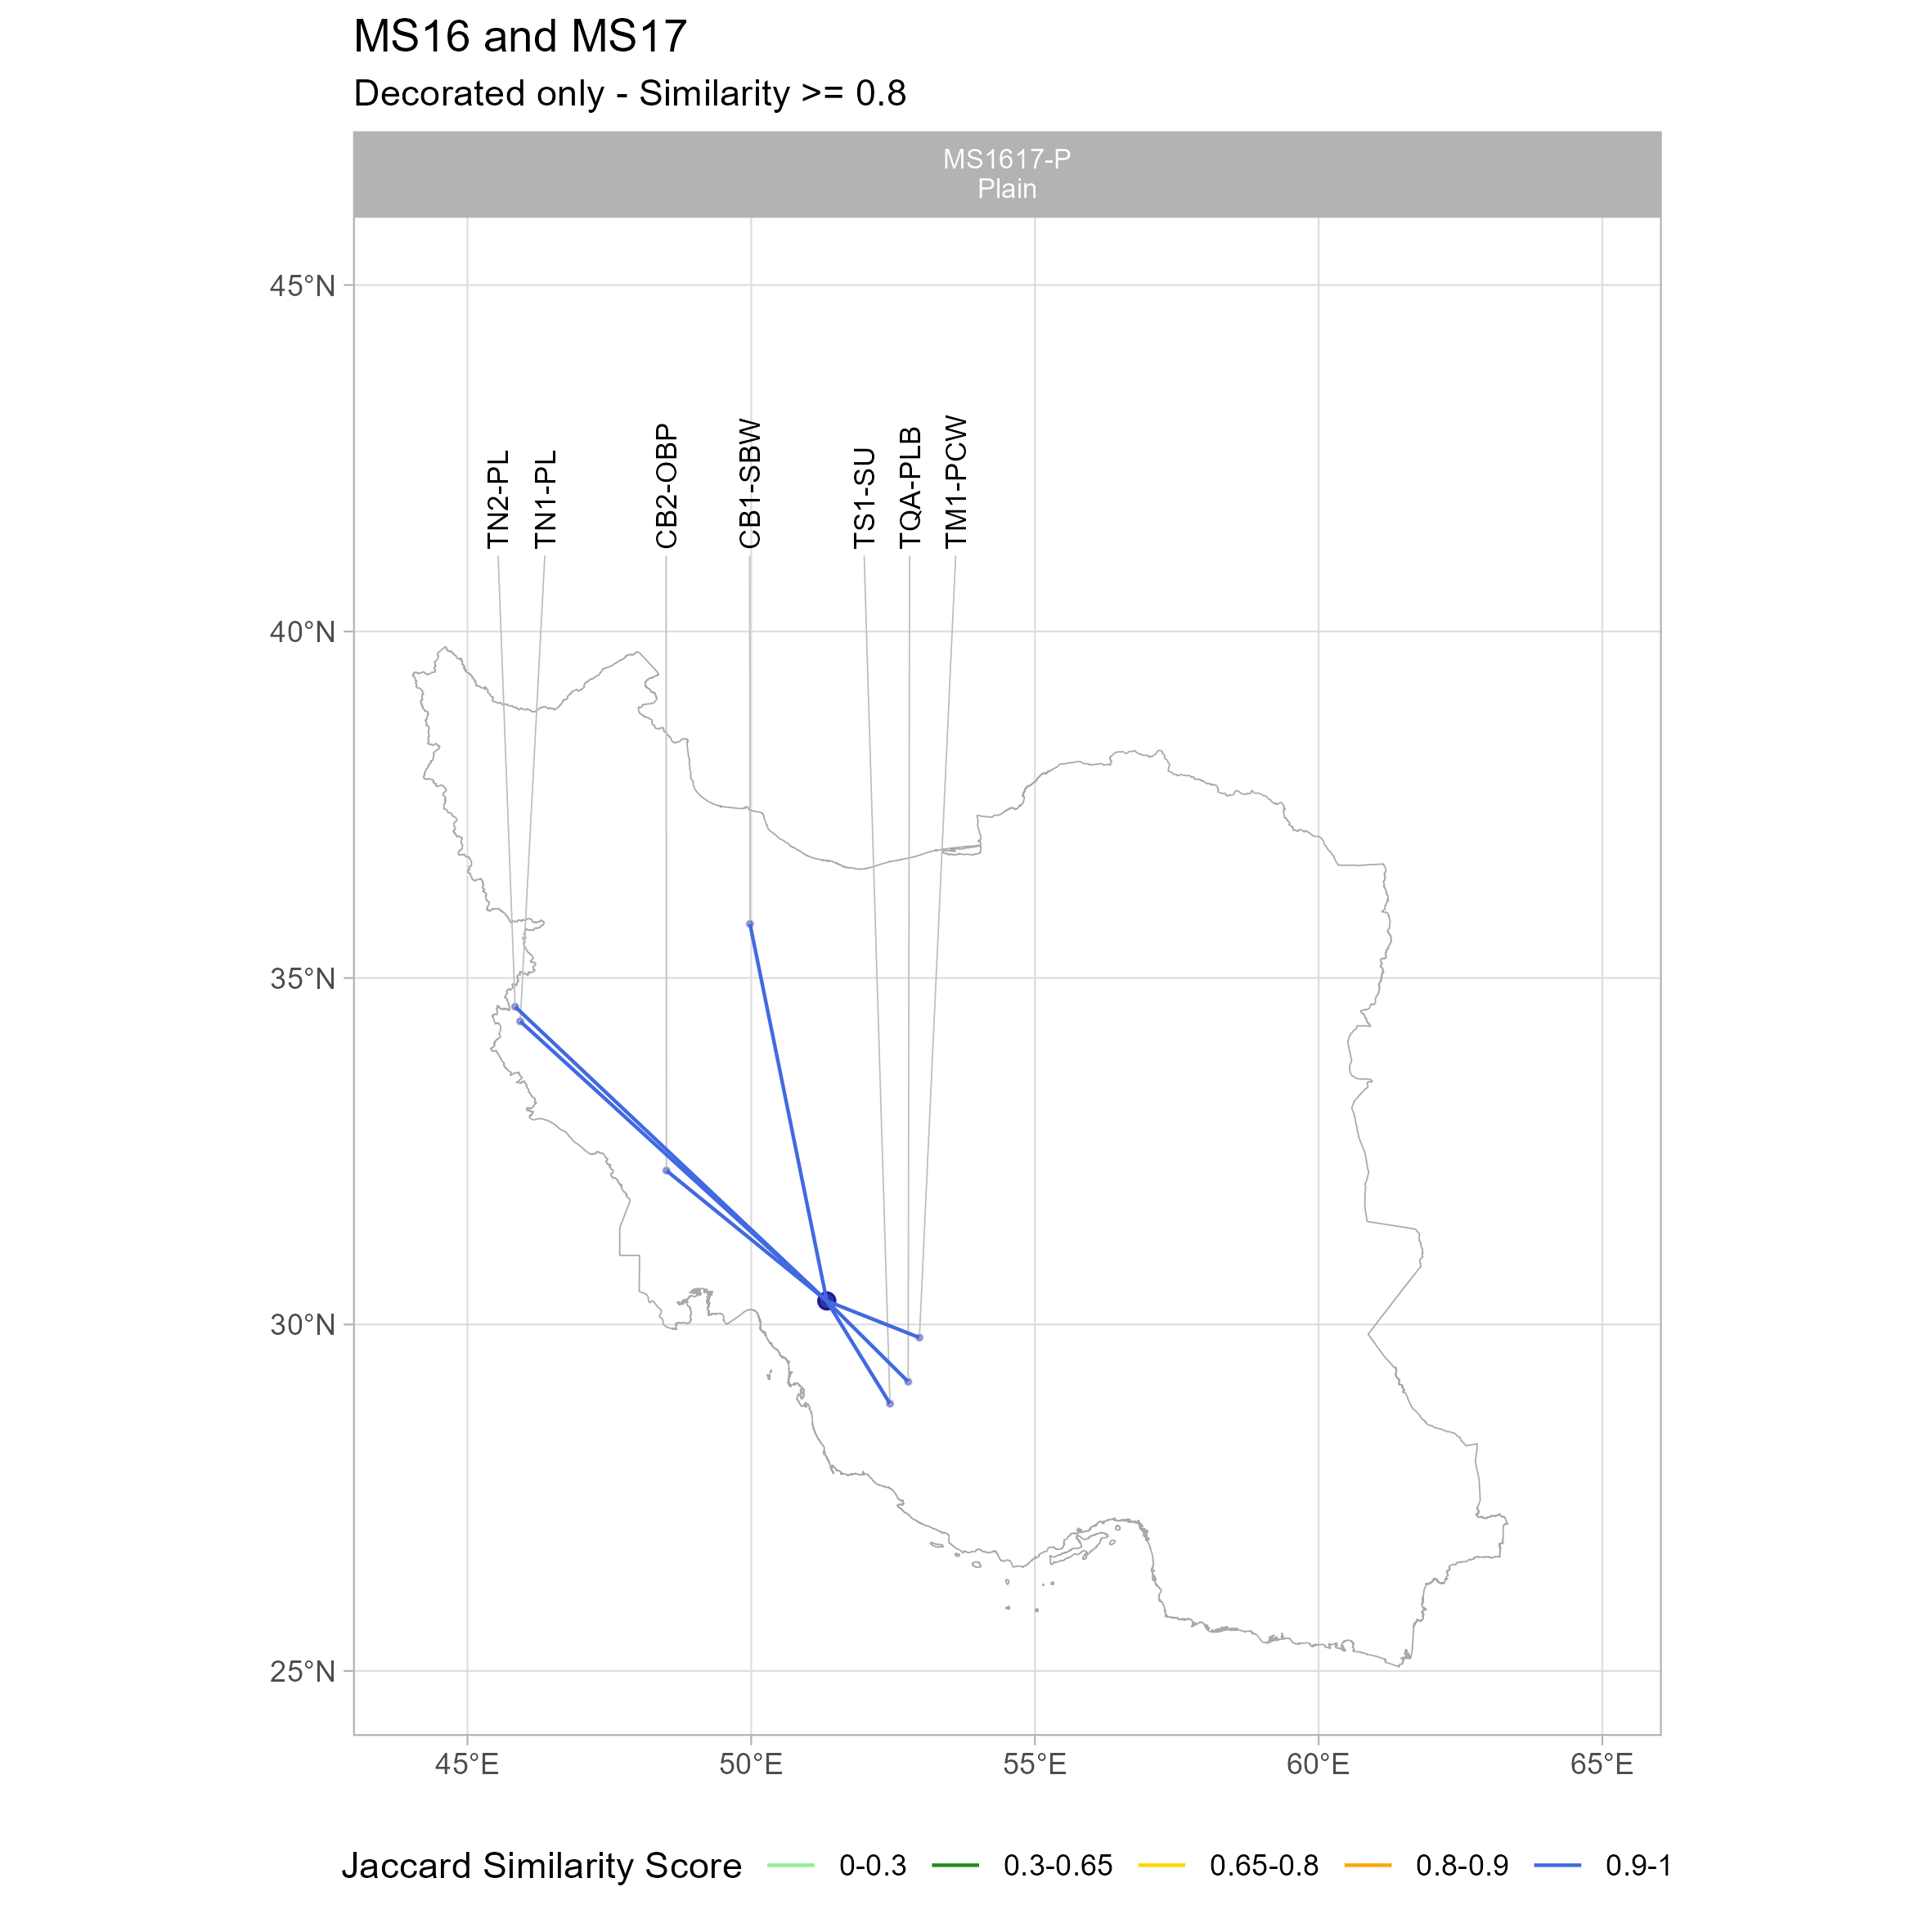 MS16 and MS17
Decorated only - Similarity >= 0.8
MS1617-P
Plain
45°N
40°N
35°N
30°N
25°N
TN2-PL
TN1-PL
CB2-OBP
CB1-SBW
TS1-SU
TQA-PLB
TM1-PCW
45°E
50°E
55°E
60°E
65°E
Jaccard Similarity Score
0-0.3
0.3-0.65
0.65-0.8
0.8-0.9
0.9-1